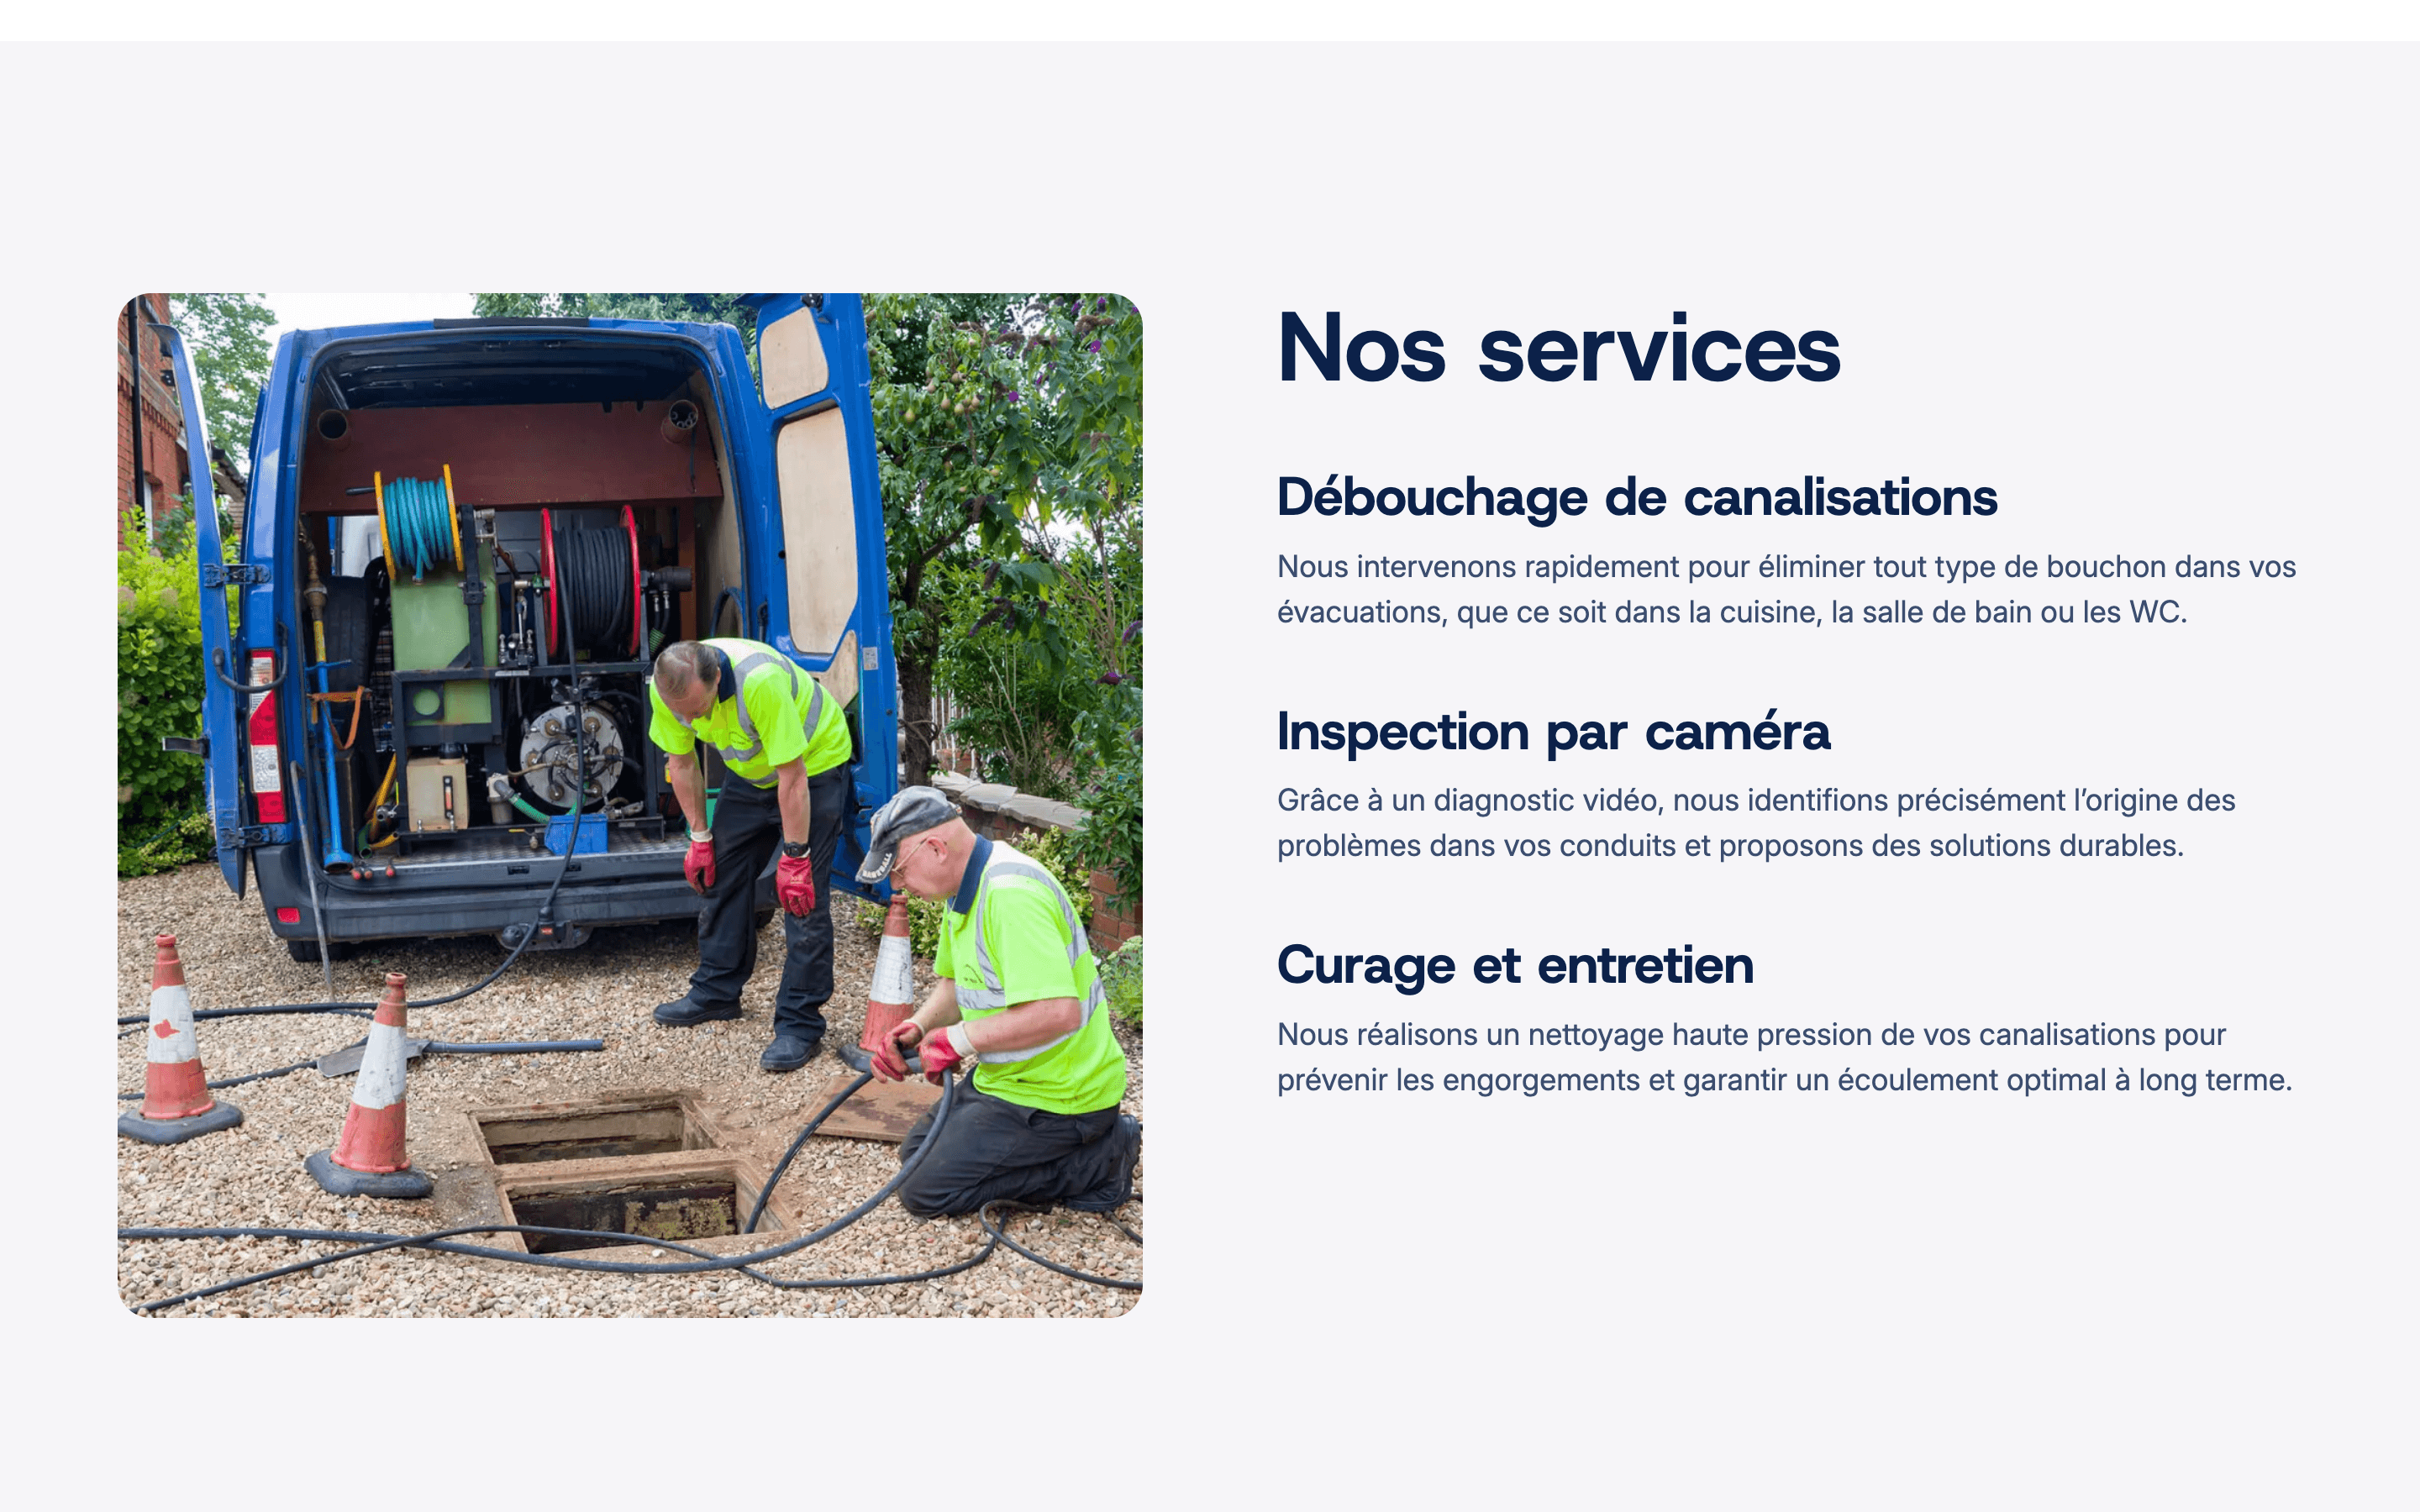 Nos services
Débouchage de canalisations
Nous intervenons rapidement pour éliminer tout type de bouchon dans vos
évacuations, que ce soit dans la cuisine, la salle de bain ou les WC.
Inspection par caméra
Grâce à un diagnostic vidéo, nous identifions précisément l’origine des
problèmes dans vos conduits et proposons des solutions durables.
Curage et entretien
Nous réalisons un nettoyage haute pression de vos canalisations pour
prévenir les engorgements et garantir un écoulement optimal à long terme.